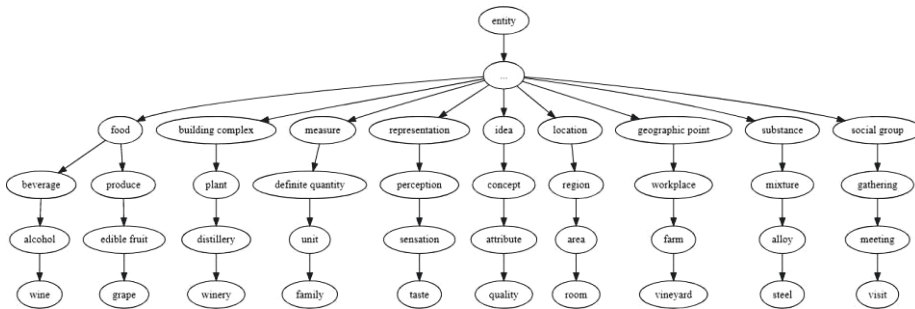 entity
...
food building complex measure representation idea location geographic point substance social group
beverage produce plant definite quantity perception concept region workplace mixture gathering
alcohol edible fruit distillery unit sensation attribute area farm alloy meeting
wine grape winery family taste quality room vineyard steel visit